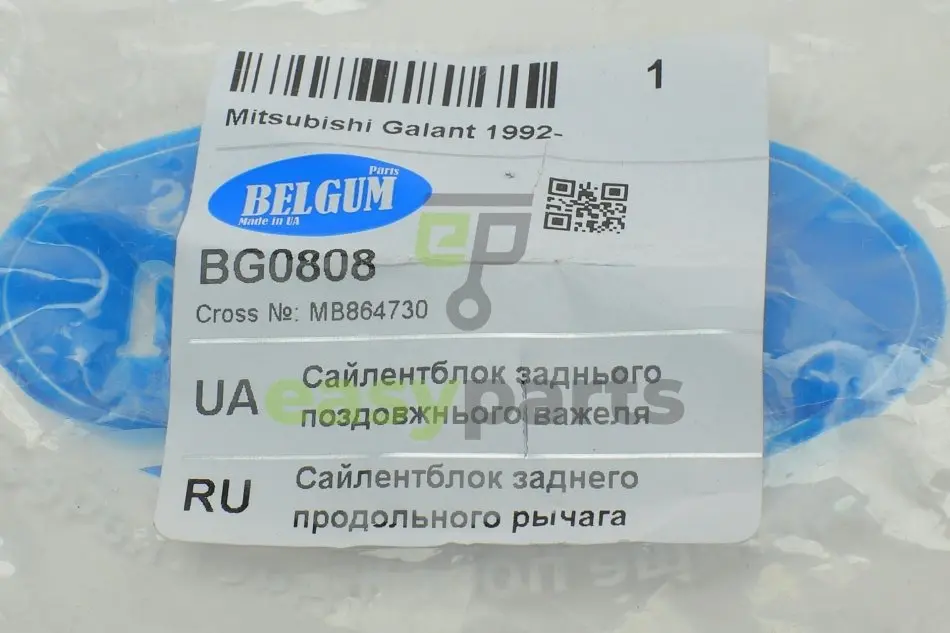 1
Mitsubishi Galant 1992-
Parts
BELGUM
Made in UA
ep
BG0808
Cross №: MB864730
UA
Сайлентблок заднього
поздовжнього важеля
easyparts
RU
Сайлентблок заднего
продольного рычага